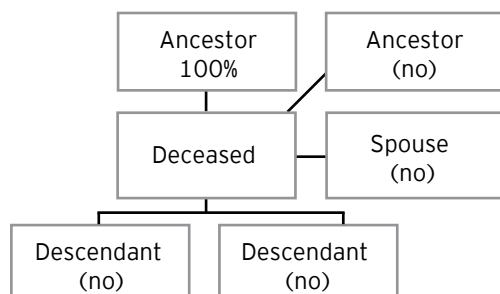 Ancestor
100%
Ancestor
(no)
Deceased
Spouse
(no)
Descendant
(no)
Descendant
(no)